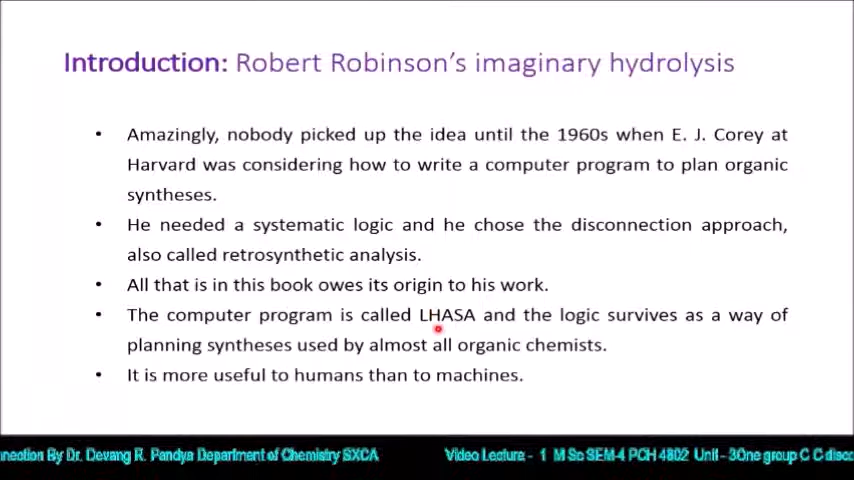 Introduction: Robert Robinson's imaginary hydrolysis
• Amazingly, nobody picked up the idea until the 1960s when E. J. Corey at
Harvard was considering how to write a computer program to plan organic
syntheses.
• He needed a systematic logic and he chose the disconnection approach,
also called retrosynthetic analysis.
• All that is in this book owes its origin to his work.
• The computer program is called LHASA and the logic survives as a way of
planning syntheses used by almost all organic chemists.
• It is more useful to humans than to machines.
nnection By Dr. Devang R. Pandya Department of Chemistry SXCA Video Lecture - 1 M Sc SEM-4 PCH 4802 Unit - 3One group C C disco